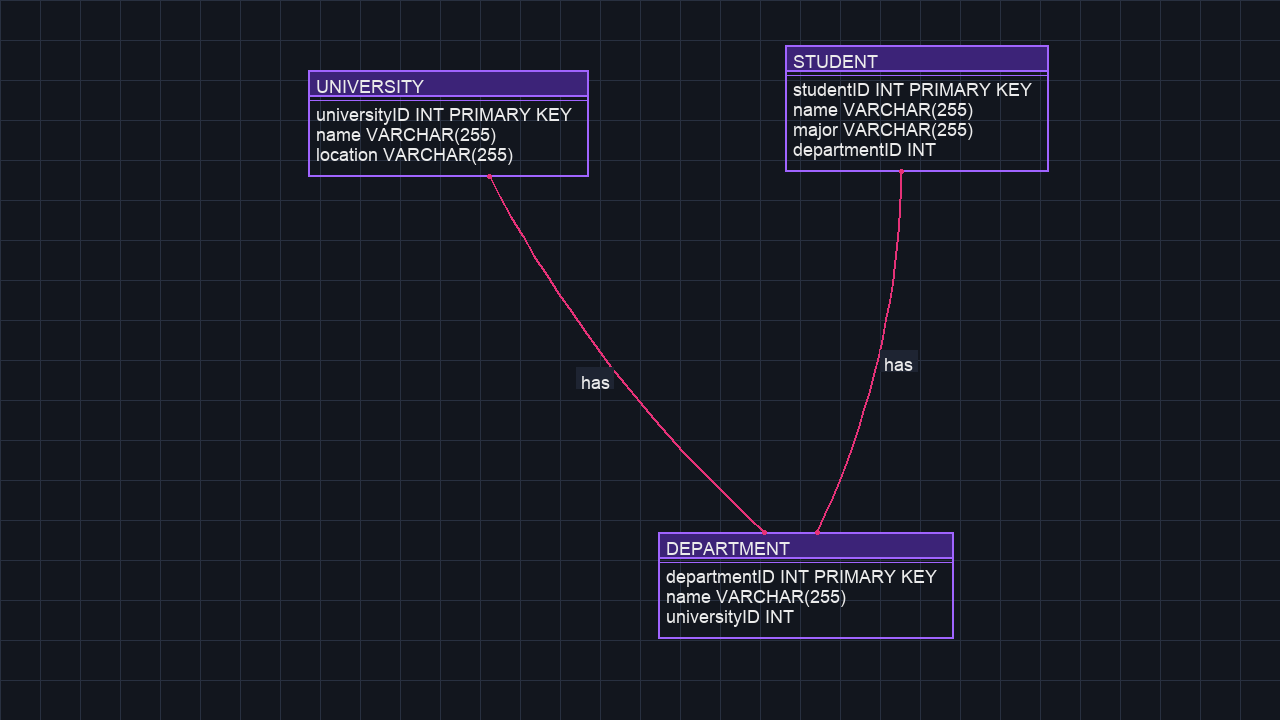 UNIVERSITY
universityID INT PRIMARY KEY
name VARCHAR(255)
location VARCHAR(255)
STUDENT
studentID INT PRIMARY KEY
name VARCHAR(255)
major VARCHAR(255)
departmentID INT
has
has
DEPARTMENT
departmentID INT PRIMARY KEY
name VARCHAR(255)
universityID INT